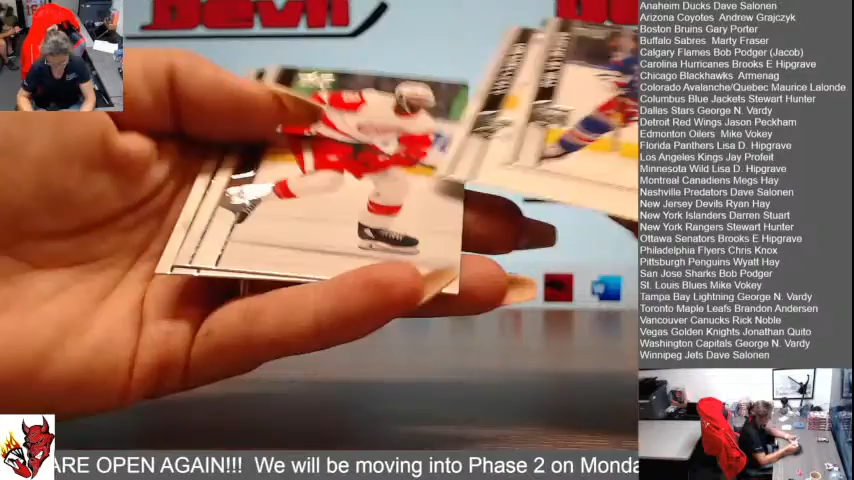 Devil
De
Anaheim Ducks Dave Salonen
Arizona Coyotes Andrew Grajczyk
Boston Bruins Gary Porter
Buffalo Sabres Marty Fraser
Calgary Flames Bob Podger (Jacob)
Carolina Hurricanes Brooks E Hipgrave
Chicago Blackhawks Armenag
Colorado Avalanche/Quebec Maurice Lalonde
Columbus Blue Jackets Stewart Hunter
Dallas Stars George N. Vardy
Detroit Red Wings Jason Peckham
Edmonton Oilers Mike Vokey
Florida Panthers Lisa D. Hipgrave
Los Angeles Kings Jay Profeit
Minnesota Wild Lisa D. Hipgrave
Montreal Canadiens Megs Hay
Nashville Predators Dave Salonen
New Jersey Devils Ryan Hay
New York Islanders Darren Stuart
New York Rangers Stewart Hunter
Ottawa Senators Brooks E Hipgrave
Philadelphia Flyers Chris Knox
Pittsburgh Penguins Wyatt Hay
San Jose Sharks Bob Podger
St. Louis Blues Mike Vokey
Tampa Bay Lightning George N. Vardy
Toronto Maple Leafs Brandon Andersen
Vancouver Canucks Rick Noble
Vegas Golden Knights Jonathan Quito
Washington Capitals George N. Vardy
Winnipeg Jets Dave Salonen
ARE OPEN AGAIN!!! We will be moving into Phase 2 on Monda